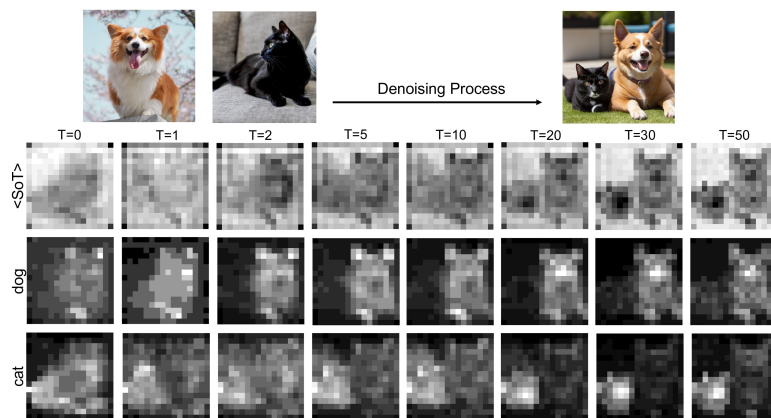 Denoising Process
T=0 T=1 T=2 T=5 T=10 T=20 T=30 T=50
<SoT>
dog
cat